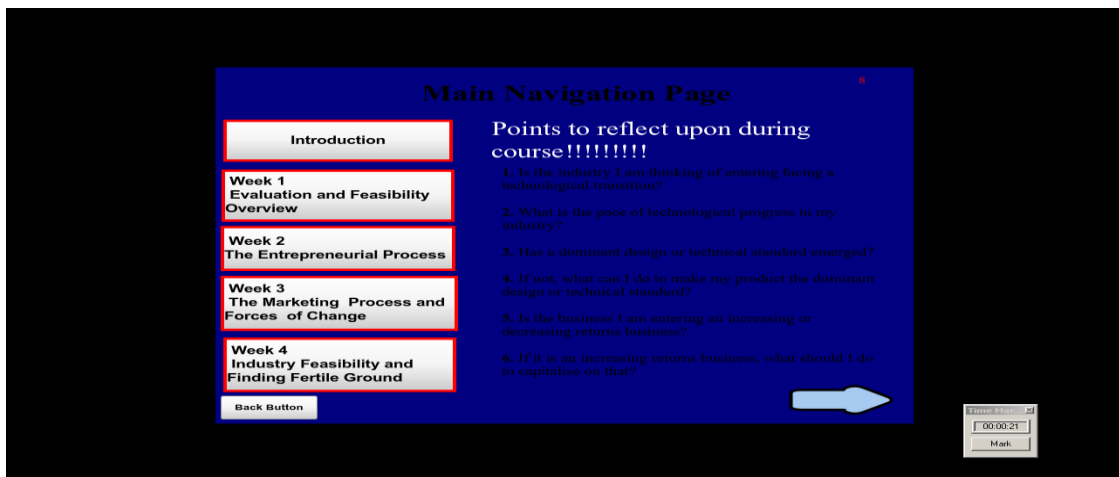 8
Main Navigation Page
Introduction
Week 1
Evaluation and Feasibility
Overview
Week 2
The Entrepreneurial Process
Week 3
The Marketing Process and
Forces of Change
Week 4
Industry Feasibility and
Finding Fertile Ground
Back Button
Points to reflect upon during
course!!!!!!!!!
1. Is the industry I am thinking of entering facing a
technological transition?
2. What is the pace of technological progress in my
industry?
3. Has a dominant design or technical standard emerged?
4. If not, what can I do to make my product the dominant
design or technical standard?
5. Is the business I am entering an increasing or
decreasing returns business?
6. If it is an increasing returns business, what should I do
to capitalize on that?
Time Mar...
00:00:21
Mark